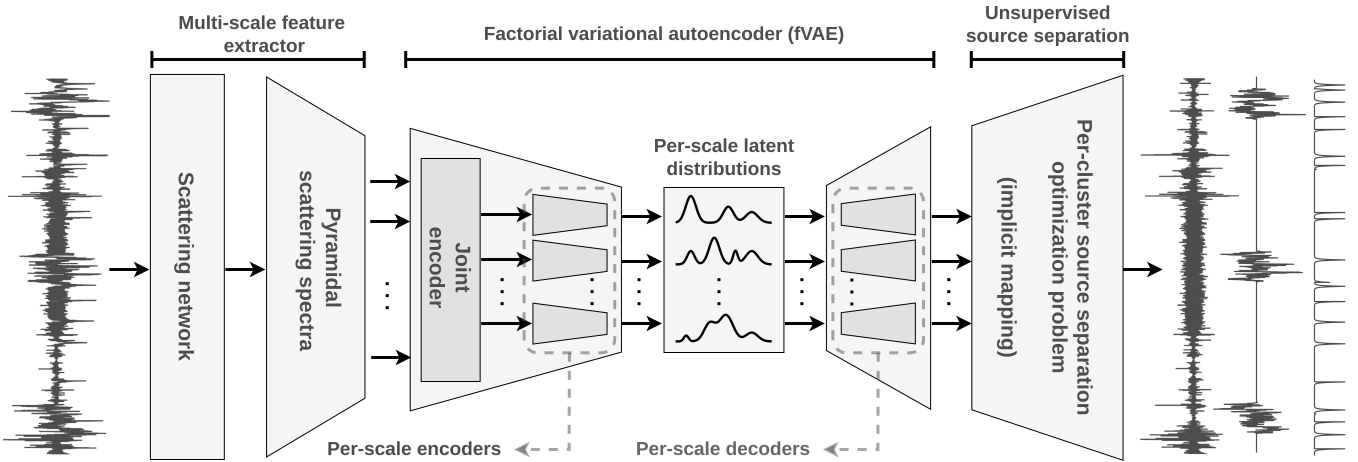 Multi-scale feature
extractor
Factorial variational autoencoder (fVAE)
Unsupervised
source separation
Scattering network
Pyramidal
scattering spectra
Joint
encoder
Per-scale latent
distributions
Per-cluster source separation
optimization problem
(implicit mapping)
Per-scale encoders
Per-scale decoders